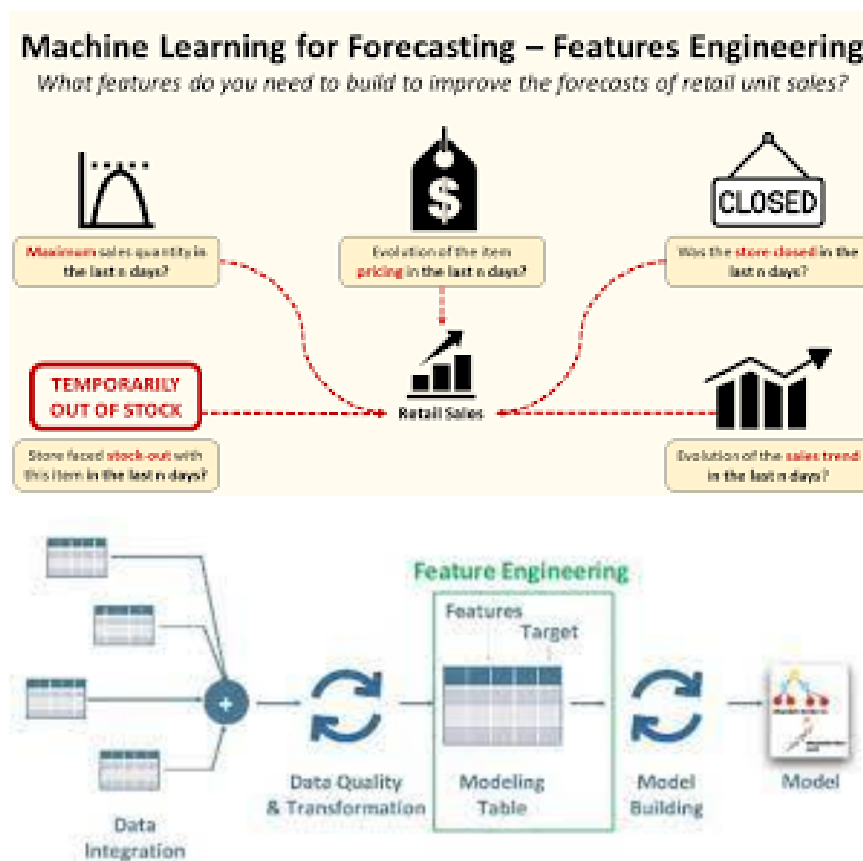 Machine Learning for Forecasting – Features Engineering
What features do you need to build to improve the forecasts of retail unit sales?
$
CLOSED
Maximum sales quantity in
the last n days?
Evolution of the item
pricing in the last n days?
Was the store closed in the
last n days?
TEMPORARILY
OUT OF STOCK
Retail Sales
Store faced stock-out with
this item in the last n days?
Evolution of the sales trend
in the last n days?
Feature Engineering
Features
Target
+
Data Quality
& Transformation
Modeling
Table
Model
Building
Model
Data
Integration